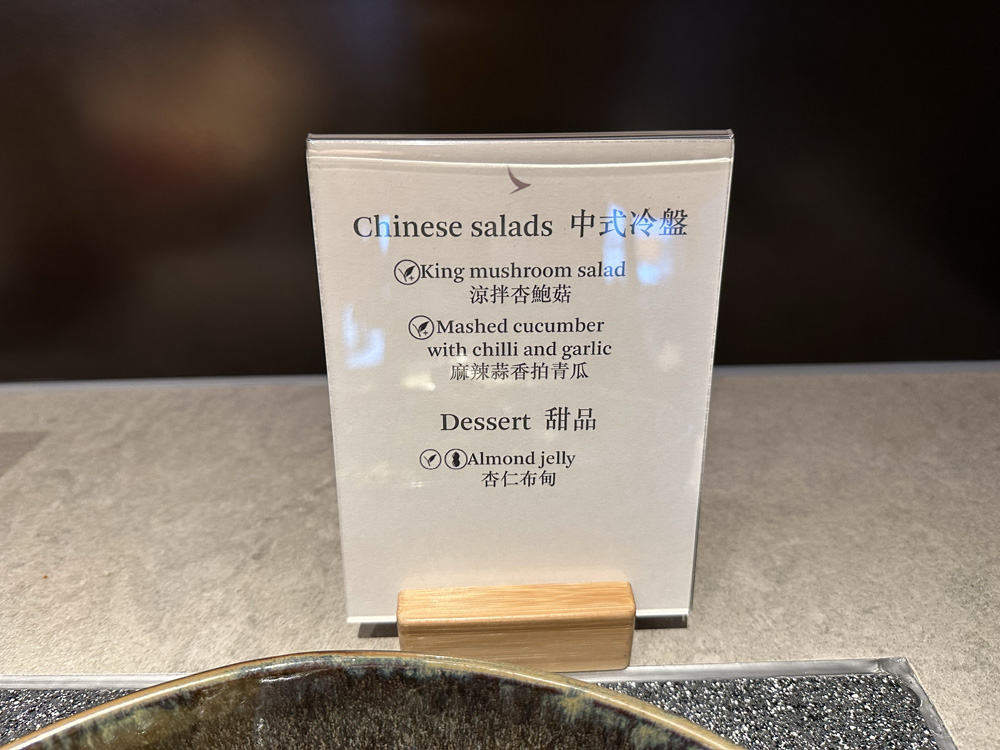 Chinese salads 中式冷盤
King mushroom salad
涼拌杏鮑菇
Mashed cucumber
with chilli and garlic
麻辣蒜香拍青瓜
Dessert 甜品
Almond jelly
杏仁布甸